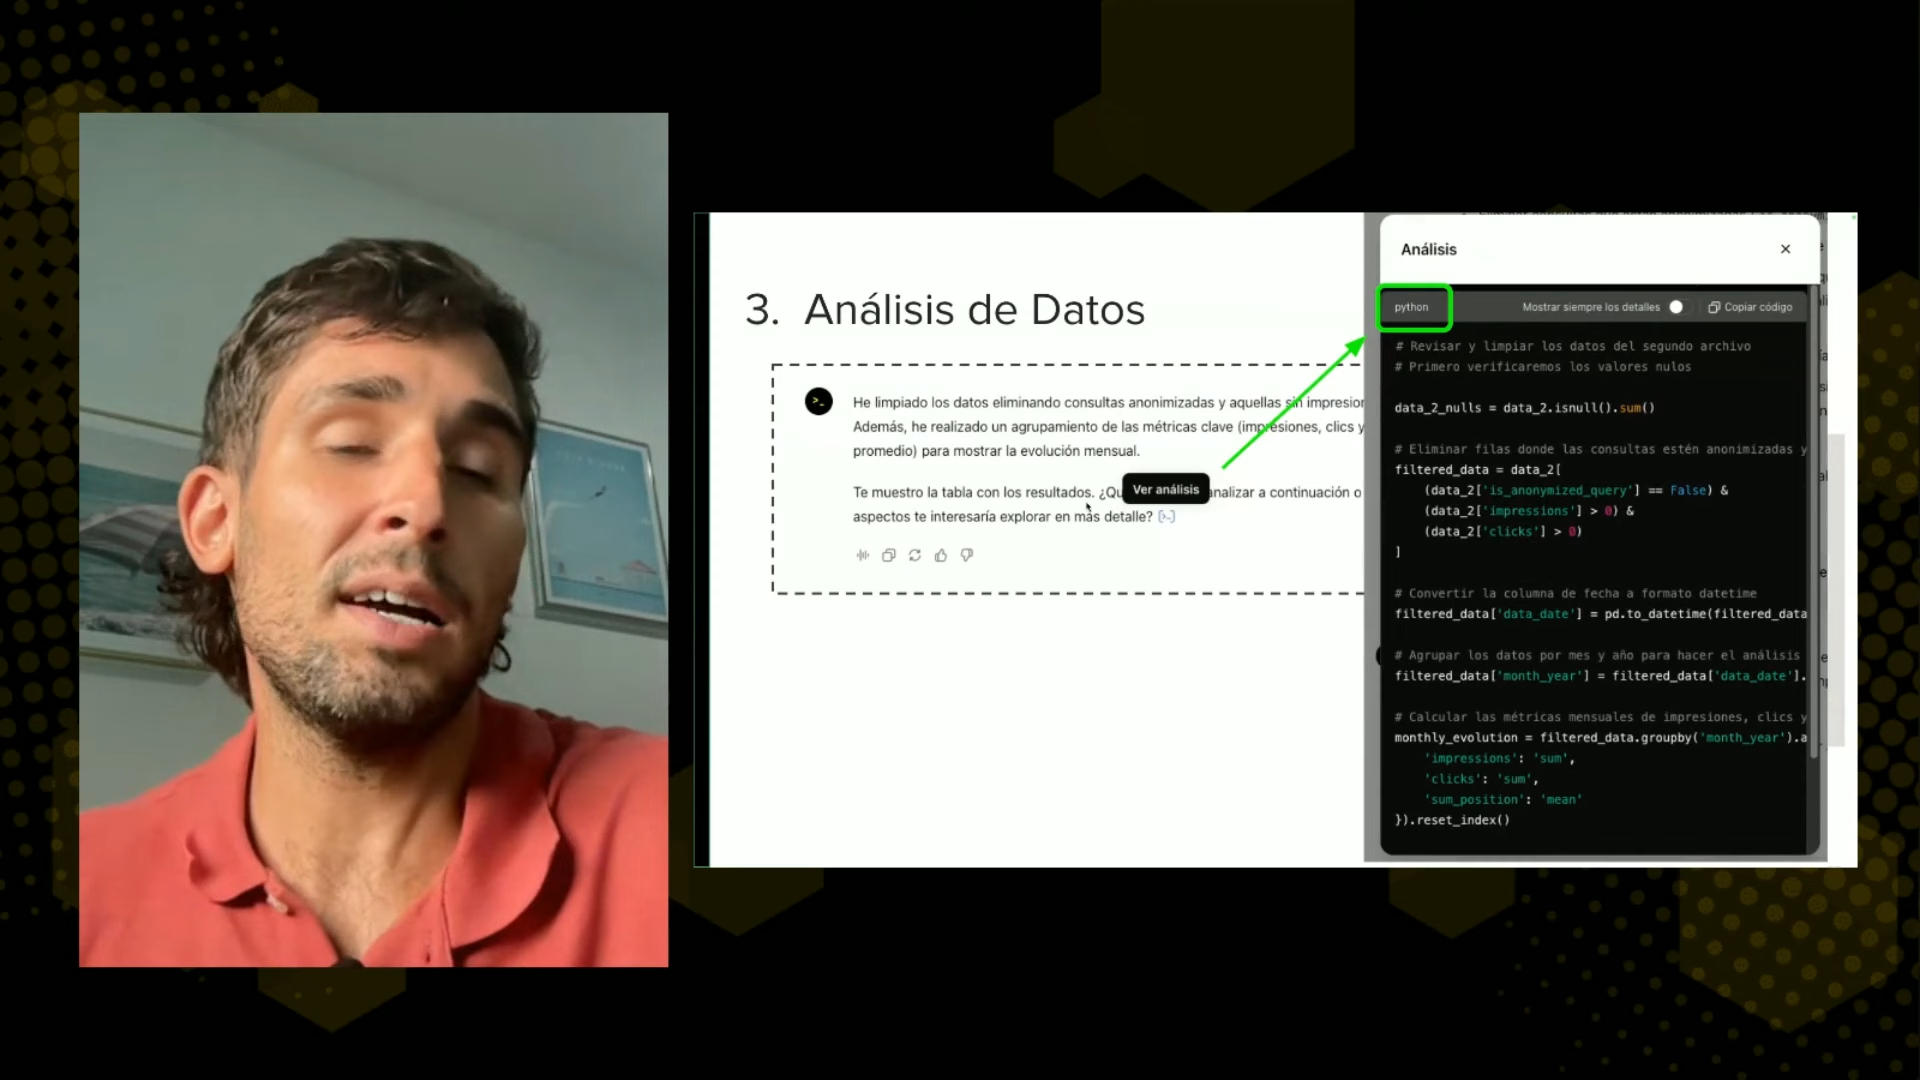 3. Análisis de Datos
He limpiado los datos eliminando consultas anonimizadas y aquellas sin impresion
Además, he realizado un agrupamiento de las métricas clave (impresiones, clics y
promedio) para mostrar la evolución mensual.
Te muestro la tabla con los resultados. ¿Qu
Ver análisis
analizar a continuación o
aspectos te interesaría explorar en más detalle? [>-]
Análisis
python
Mostrar siempre los detalles
Copiar código
# Revisar y limpiar los datos del segundo archivo
# Primero verificaremos los valores nulos
data_2_nulls = data_2.isnull().sum()
# Eliminar filas donde las consultas estén anonimizadas y
filtered_data = data_2[
(data_2['is_anonymized_query'] == False) &
(data_2['impressions'] > 0) &
(data_2['clicks'] > 0)
]
# Convertir la columna de fecha a formato datetime
filtered_data['data_date'] = pd.to_datetime(filtered_data
# Agrupar los datos por mes y año para hacer el análisis
filtered_data['month_year'] = filtered_data['data_date'].
# Calcular las métricas mensuales de impresiones, clics y
monthly_evolution = filtered_data.groupby('month_year').a
'impressions': 'sum',
'clicks': 'sum',
'sum_position': 'mean'
}).reset_index()